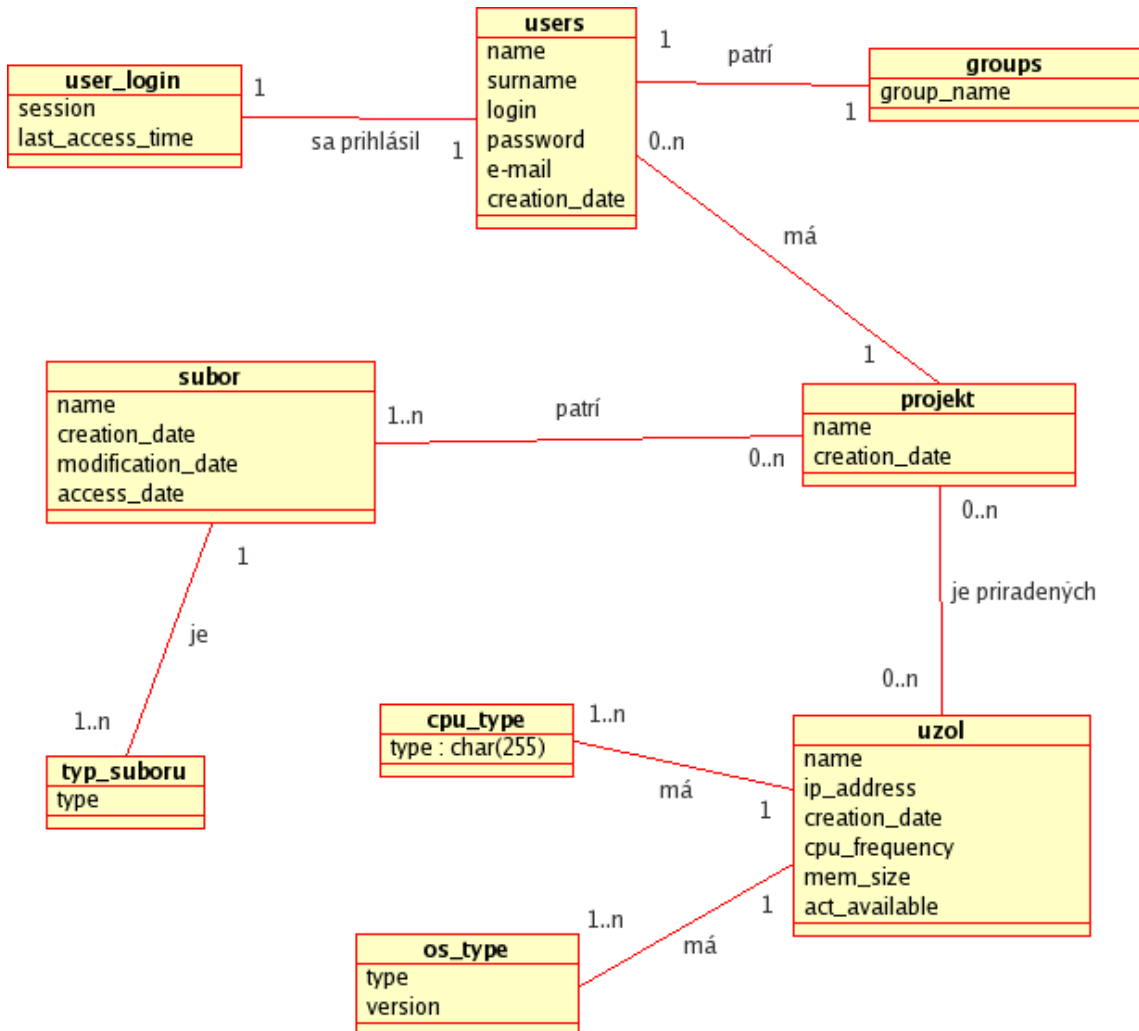 users
name
surname
login
password
e-mail
creation_date
user_login
session
last_access_time
1
sa prihlásil
1
1
patrí
1
groups
group_name
0..n
má
1
subor
name
creation_date
modification_date
access_date
1..n
patrí
0..n
projekt
name
creation_date
1
je
1..n
typ_suboru
type
0..n
je priradených
0..n
cpu_type
type : char(255)
1..n
má
1
uzol
name
ip_address
creation_date
cpu_frequency
mem_size
act_available
1
má
1..n
os_type
type
version